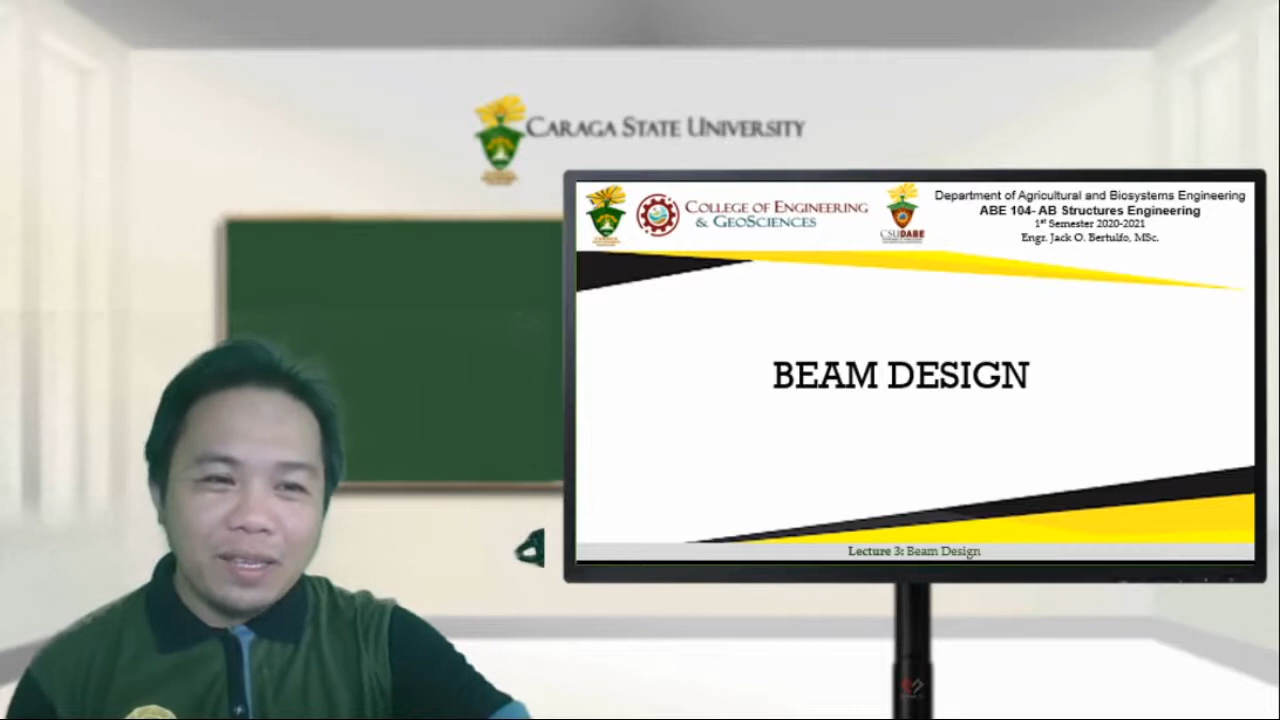 CARAGA STATE UNIVERSITY
COLLEGE OF ENGINEERING
& GEOSCIENCES
CSUDABE
Department of Agricultural and Biosystems Engineering
ABE 104- AB Structures Engineering
1st Semester 2020-2021
Engr. Jack O. Bertulfo, MSc.
BEAM DESIGN
Lecture 3: Beam Design